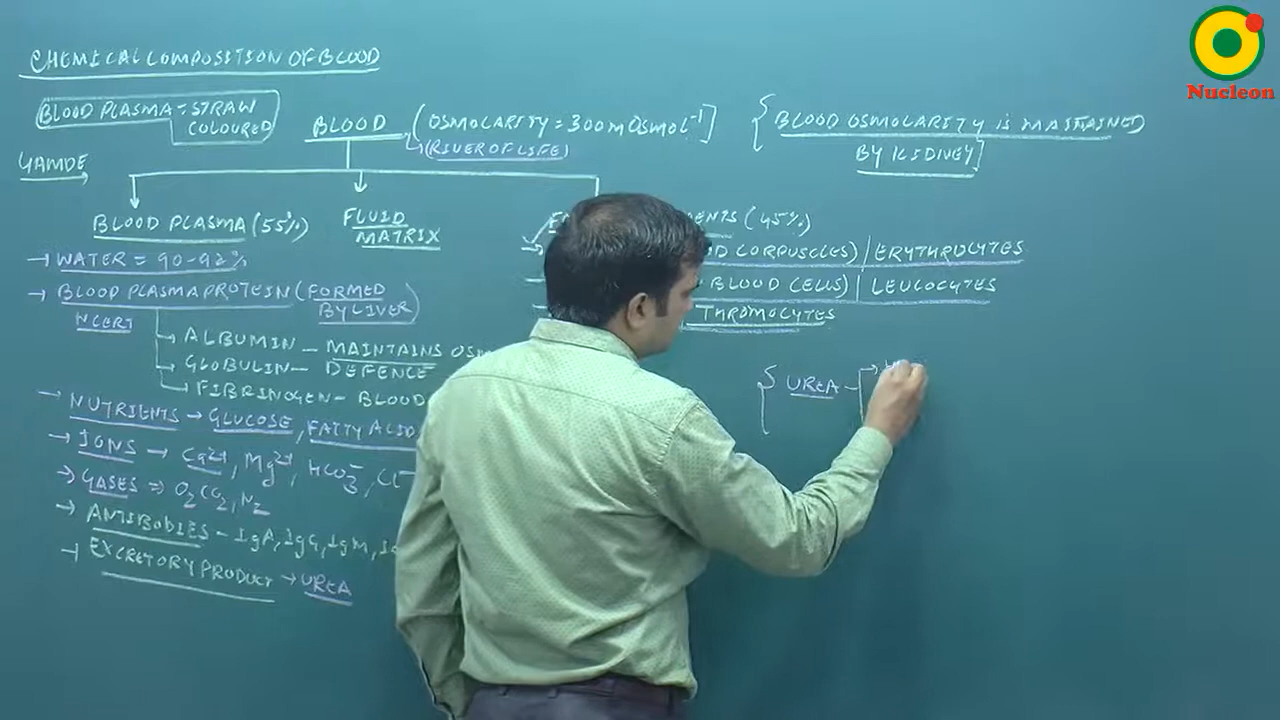 CHEMICAL COMPOSITION OF BLOOD
BLOOD PLASMA - STRAW
COLOURED
BLOOD
(OSMOLARITY = 300 m Osmol⁻¹]
(RIVER OF LIFE)
{ BLOOD OSMOLARITY is MAINTAINED
BY KIDNEY]
BLOOD PLASMA (55%)
FLUID
MATRIX
(45%)
→ WATER = 90-92%
CORPUSCLES) | ERYTHROCYTES
→ BLOOD PLASMA PROTEIN (FORMED
BY LIVER)
BLOOD CELLS) | LEUCOCYTES
NCERT
THROMOCYTES
→ ALBUMIN - MAINTAINS
→ GLOBULIN - DEFENCE
→ FIBRINOGEN - BLOOD
{ UREA -
→ NUTRIENTS → GLUCOSE, FATTY ACID
→ IONS → Ca²⁺, Mg²⁺, HCO₃⁻, Cl⁻
→ GASES ⇒ O₂ CO₂, N₂
→ ANTIBODIES - IgA, IgG, IgM,
→ EXCRETORY PRODUCT → UREA
Nucleon